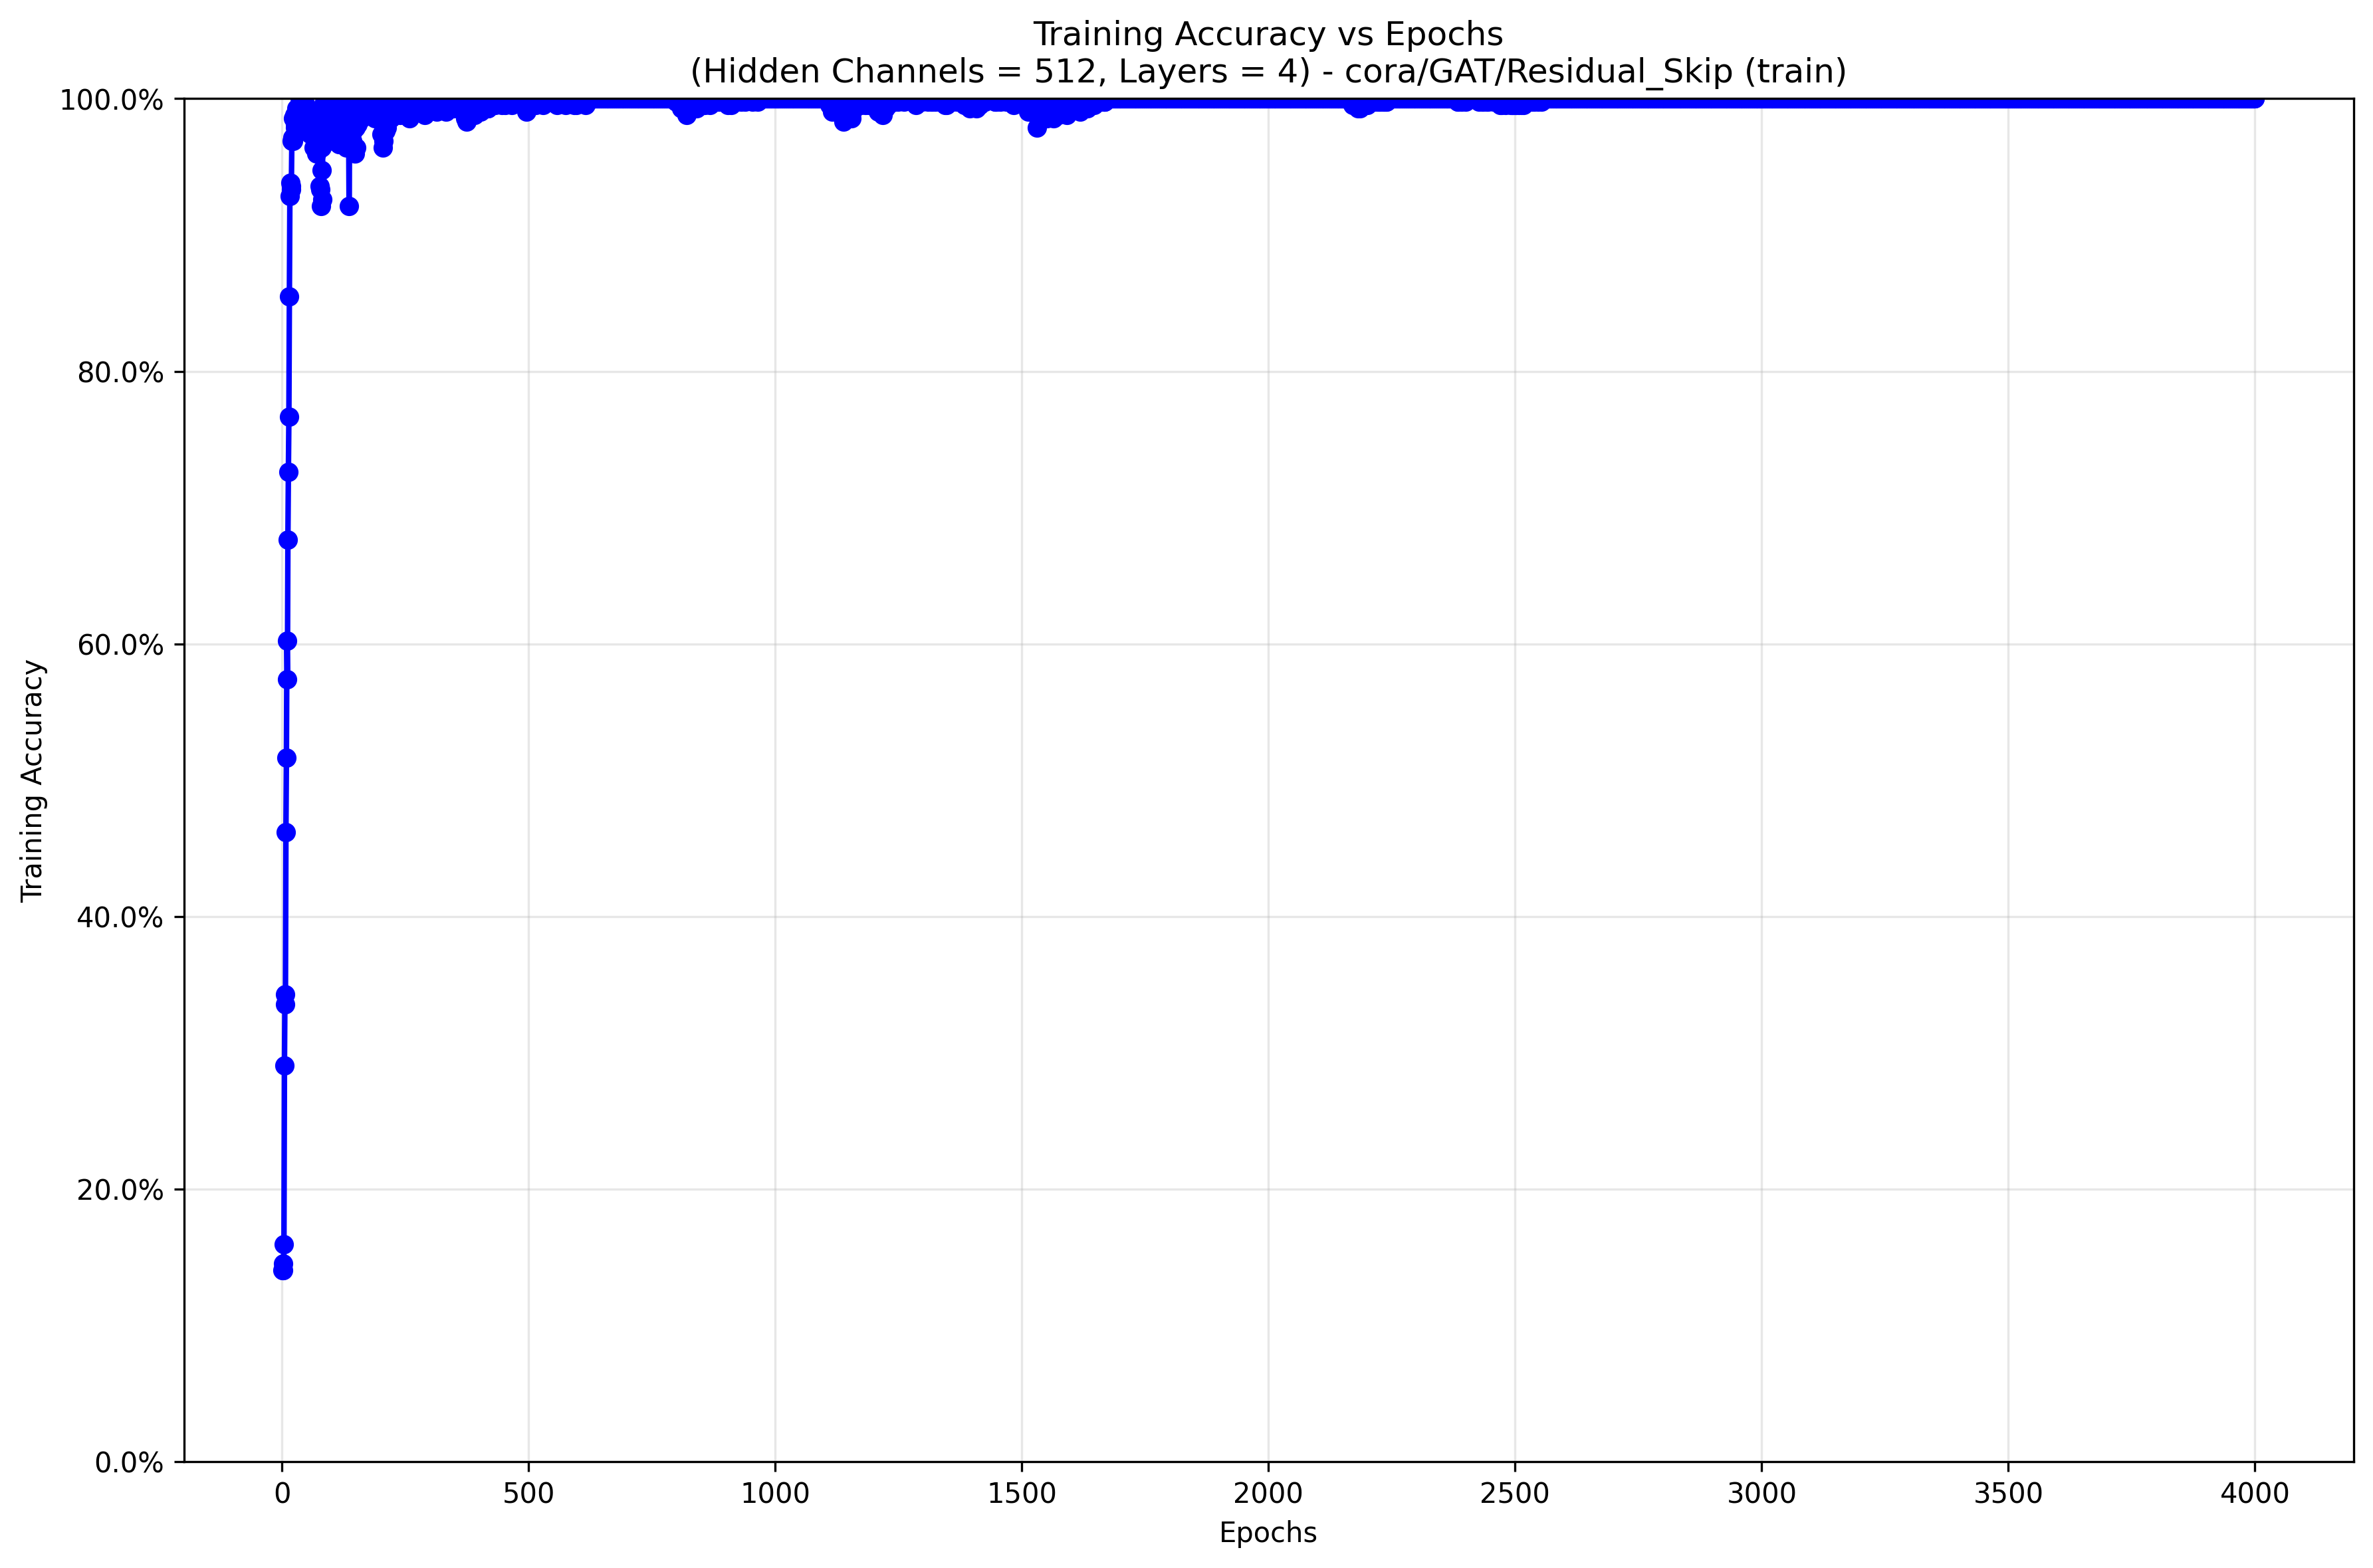 Training Accuracy vs Epochs
(Hidden Channels = 512, Layers = 4) - cora/GAT/Residual_Skip (train)
Training Accuracy
100.0%
80.0%
60.0%
40.0%
20.0%
0.0%
0 500 1000 1500 2000 2500 3000 3500 4000
Epochs